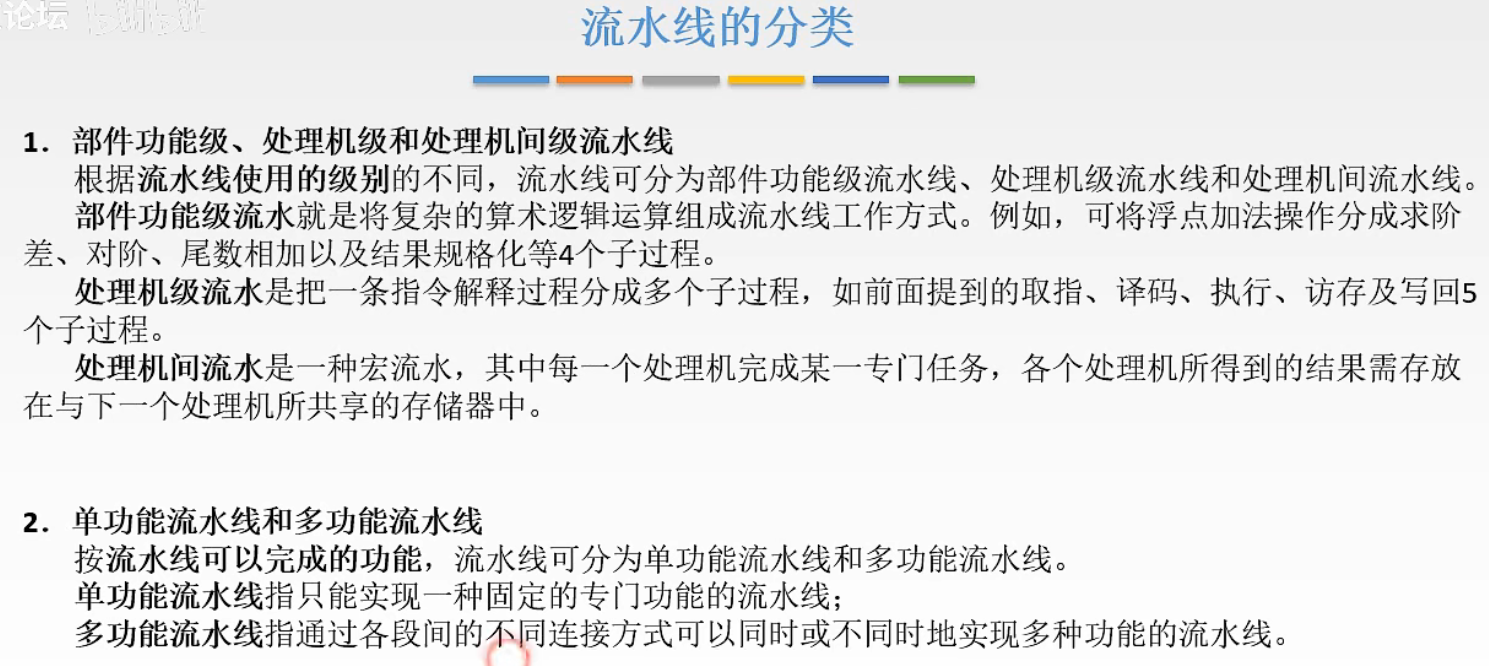 论坛 bilibili
流水线的分类
1. 部件功能级、处理机级和处理机间级流水线
根据流水线使用的级别的不同，流水线可分为部件功能级流水线、处理机级流水线和处理机间流水线。
部件功能级流水就是将复杂的算术逻辑运算组成流水线工作方式。例如，可将浮点加法操作分成求阶
差、对阶、尾数相加以及结果规格化等4个子过程。
处理机级流水是把一条指令解释过程分成多个子过程，如前面提到的取指、译码、执行、访存及写回5
个子过程。
处理机间流水是一种宏流水，其中每一个处理机完成某一专门任务，各个处理机所得到的结果需存放
在与下一个处理机所共享的存储器中。
2. 单功能流水线和多功能流水线
按流水线可以完成的功能，流水线可分为单功能流水线和多功能流水线。
单功能流水线指只能实现一种固定的专门功能的流水线；
多功能流水线指通过各段间的不同连接方式可以同时或不同时地实现多种功能的流水线。